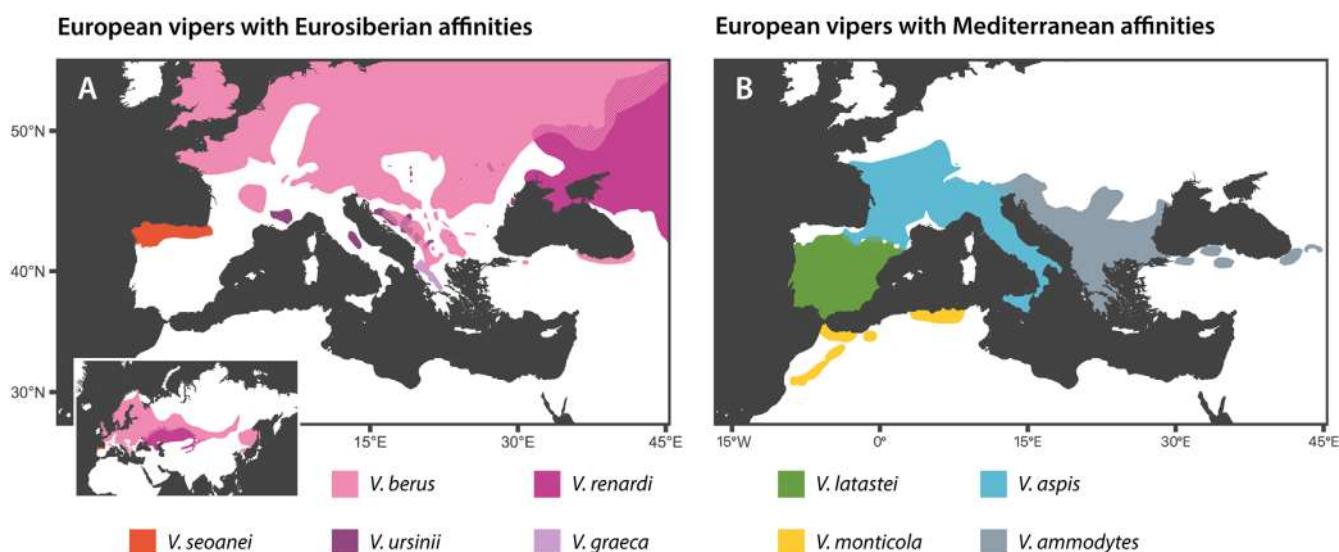 European vipers with Eurosiberian affinities
European vipers with Mediterranean affinities
A
B
50°N
40°N
30°N
15°E
30°E
45°E
15°W
0°
15°E
30°E
45°E
V. berus
V. renardi
V. latastei
V. aspis
V. seoanei
V. ursinii
V. graeca
V. monticola
V. ammodytes